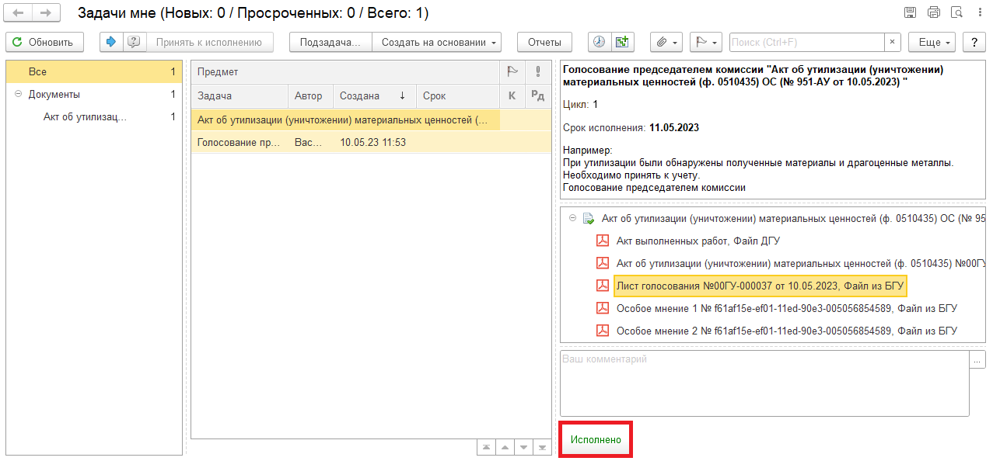 Задачи мне (Новых: 0 / Просроченных: 0 / Всего: 1)
Обновить
Принять к исполнению
Подзадача...
Создать на основании
Отчеты
Поиск (Ctrl+F)
×
Еще
?
Все 1
Документы 1
Акт об утилизац... 1
Предмет
Задача Автор Создана ↓ Срок К Рд
Акт об утилизации (уничтожении) материальных ценностей (...
Голосование пр... Вас... 10.05.23 11:53
Голосование председателем комиссии "Акт об утилизации (уничтожении)
материальных ценностей (ф. 0510435) ОС (№ 951-АУ от 10.05.2023) "
Цикл: 1
Срок исполнения: 11.05.2023
Например:
При утилизации были обнаружены полученные материалы и драгоценные металлы.
Необходимо принять к учету.
Голосование председателем комиссии
Акт об утилизации (уничтожении) материальных ценностей (ф. 0510435) ОС (№ 95
Акт выполненных работ, Файл ДГУ
Акт об утилизации (уничтожении) материальных ценностей (ф. 0510435) №00ГУ
Лист голосования №00ГУ-000037 от 10.05.2023, Файл из БГУ
Особое мнение 1 № f61af15e-ef01-11ed-90e3-005056854589, Файл из БГУ
Особое мнение 2 № f61af15e-ef01-11ed-90e3-005056854589, Файл из БГУ
Ваш комментарий
...
Исполнено